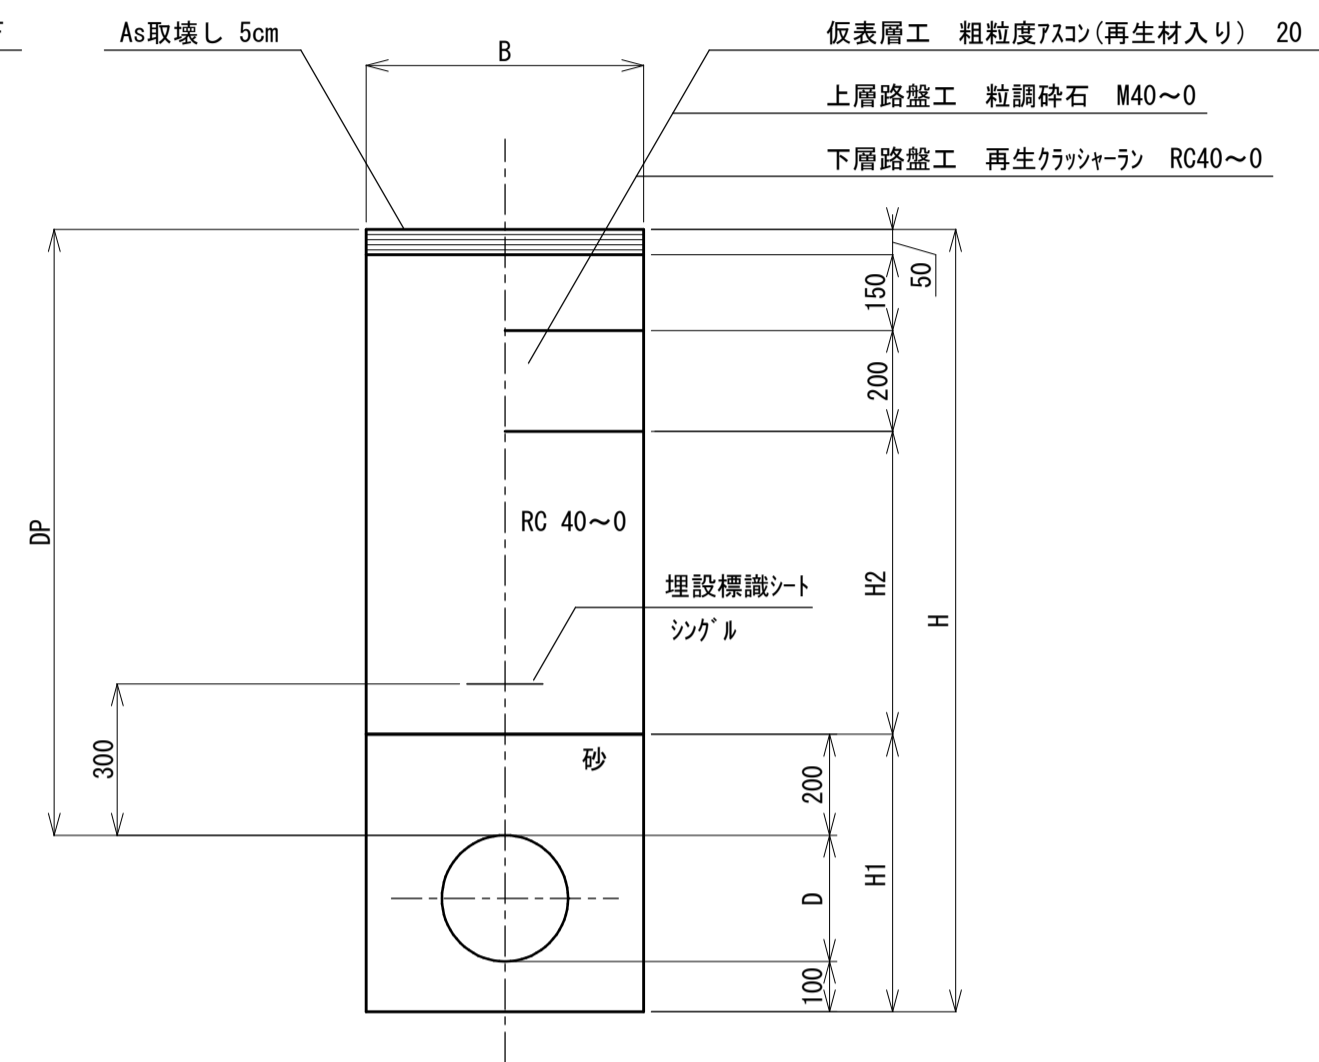 As取壊し 5cm
B
仮表層工 粗粒度アスコン(再生材入り) 20
上層路盤工 粒調砕石 M40～0
下層路盤工 再生クラッシャーラン RC40～0
50
150
200
DP
RC 40～0
H2
H
埋設標識シート
シングル
300
砂
200
H1
D
100